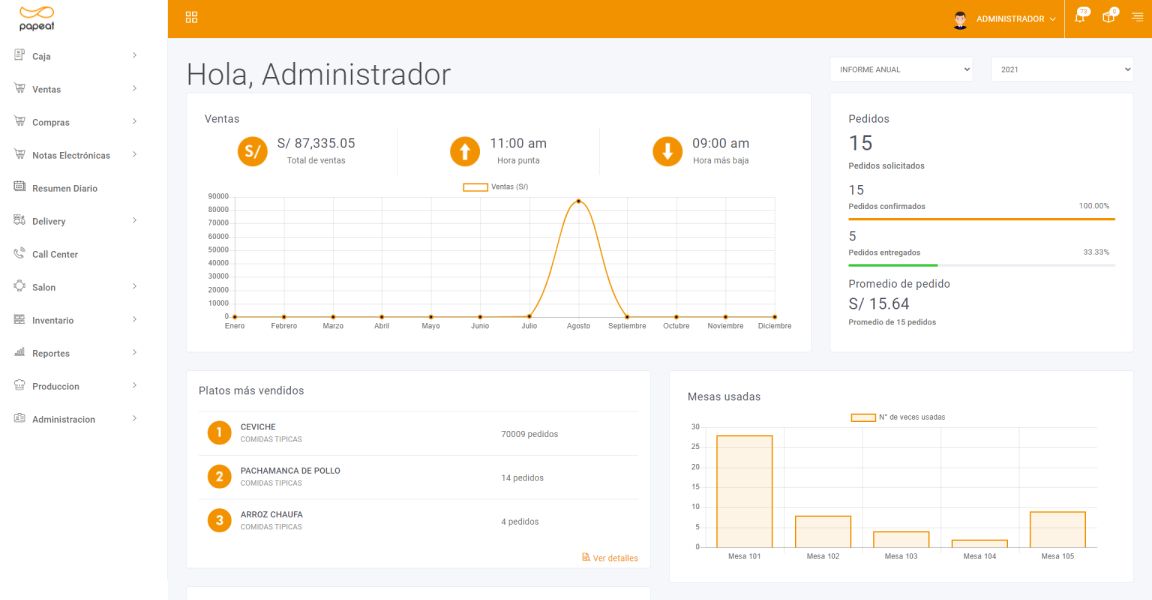 papeat
ADMINISTRADOR
73
0
Caja
Ventas
Compras
Notas Electrónicas
Resumen Diario
Delivery
Call Center
Salon
Inventario
Reportes
Produccion
Administracion
Hola, Administrador
INFORME ANUAL
2021
Ventas
S/
S/ 87,335.05
Total de ventas
11:00 am
Hora punta
09:00 am
Hora más baja
Ventas (S/)
90000
80000
70000
60000
50000
40000
30000
20000
10000
0
Enero Febrero Marzo Abril Mayo Junio Julio Agosto Septiembre Octubre Noviembre Diciembre
Pedidos
15
Pedidos solicitados
15
Pedidos confirmados 100.00%
5
Pedidos entregados 33.33%
Promedio de pedido
S/ 15.64
Promedio de 15 pedidos
Platos más vendidos
1 CEVICHE
COMIDAS TIPICAS
70009 pedidos
2 PACHAMANCA DE POLLO
COMIDAS TIPICAS
14 pedidos
3 ARROZ CHAUFA
COMIDAS TIPICAS
4 pedidos
Ver detalles
Mesas usadas
N° de veces usadas
30
25
20
15
10
5
0
Mesa 101 Mesa 102 Mesa 103 Mesa 104 Mesa 105